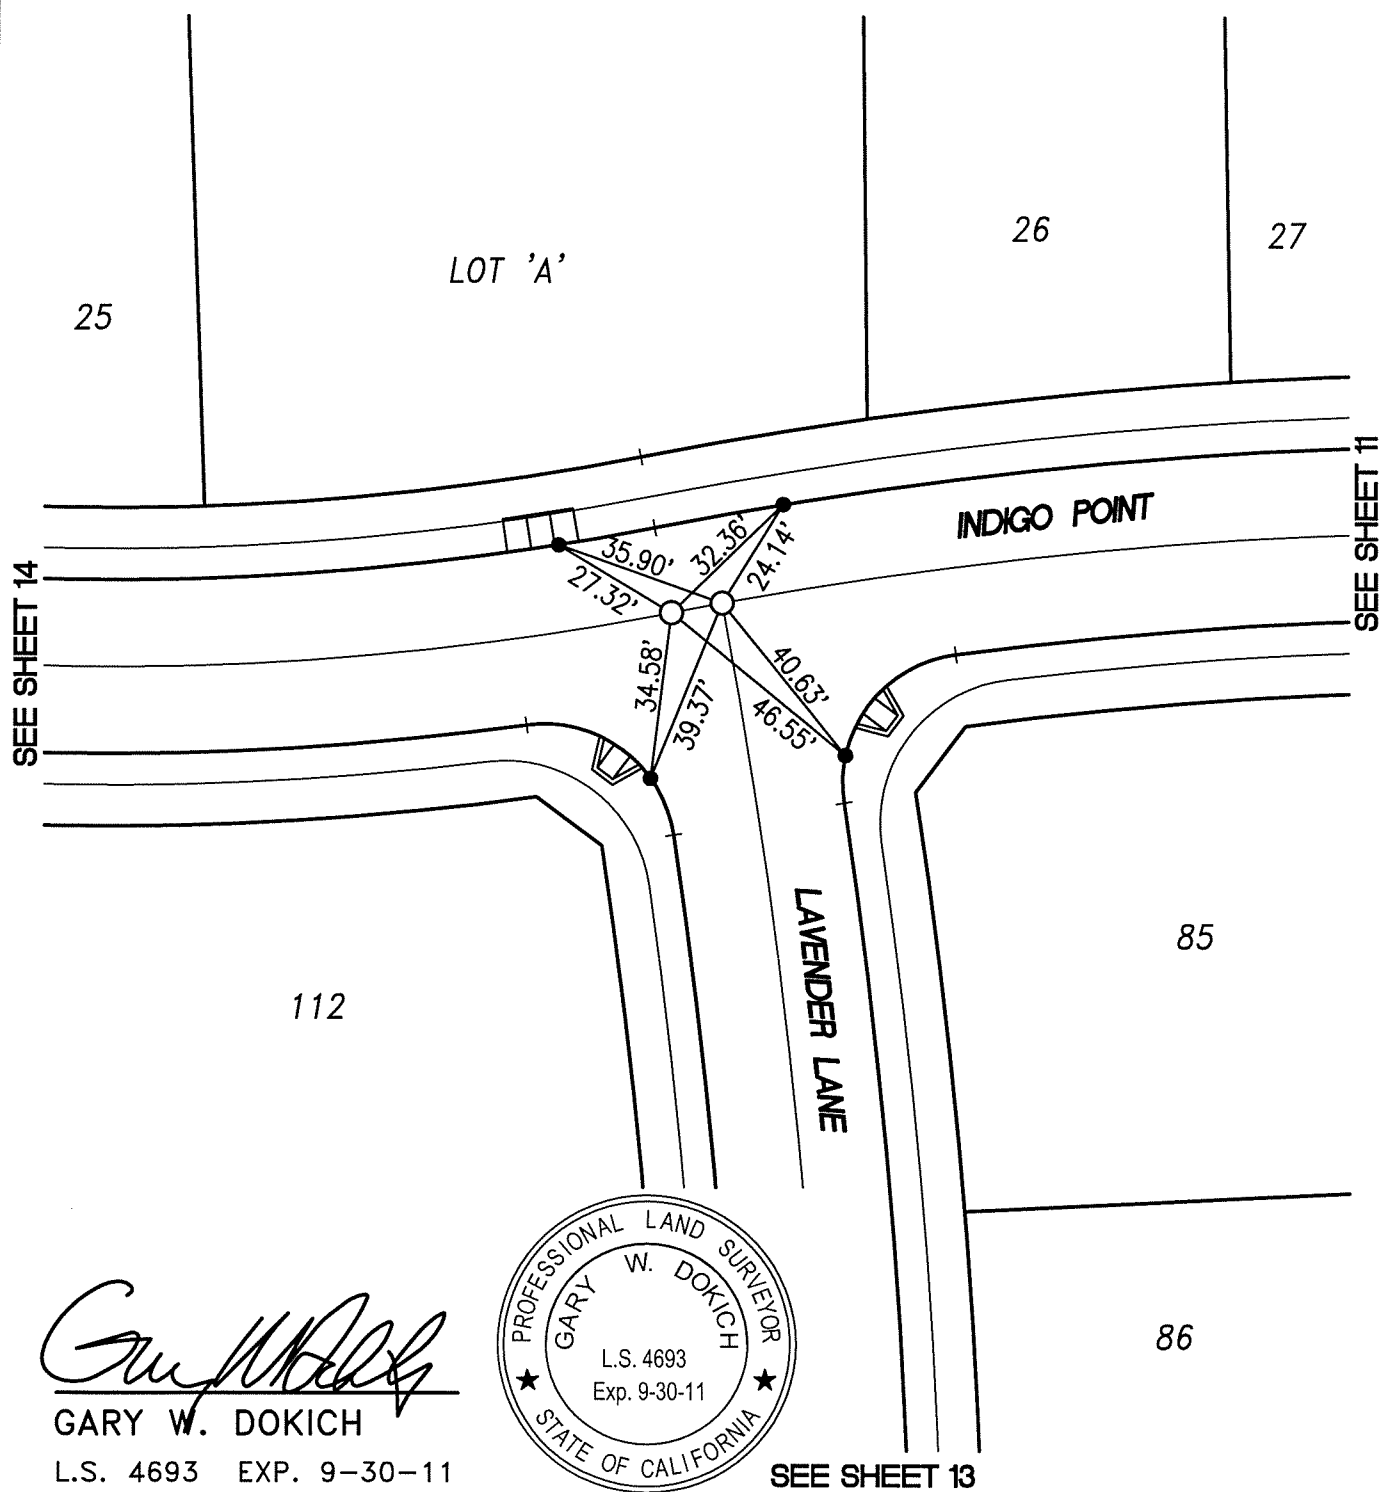 26
27
LOT 'A'
25
INDIGO POINT
SEE SHEET 11
SEE SHEET 14
35.90'
32.36'
24.14'
27.32'
34.58'
39.37'
40.63'
46.55'
LAVENDER LANE
85
112
86
PROFESSIONAL LAND SURVEYOR
GARY W. DOKICH
L.S. 4693
Exp. 9-30-11
STATE OF CALIFORNIA
GARY W. DOKICH
L.S. 4693 EXP. 9-30-11
SEE SHEET 13